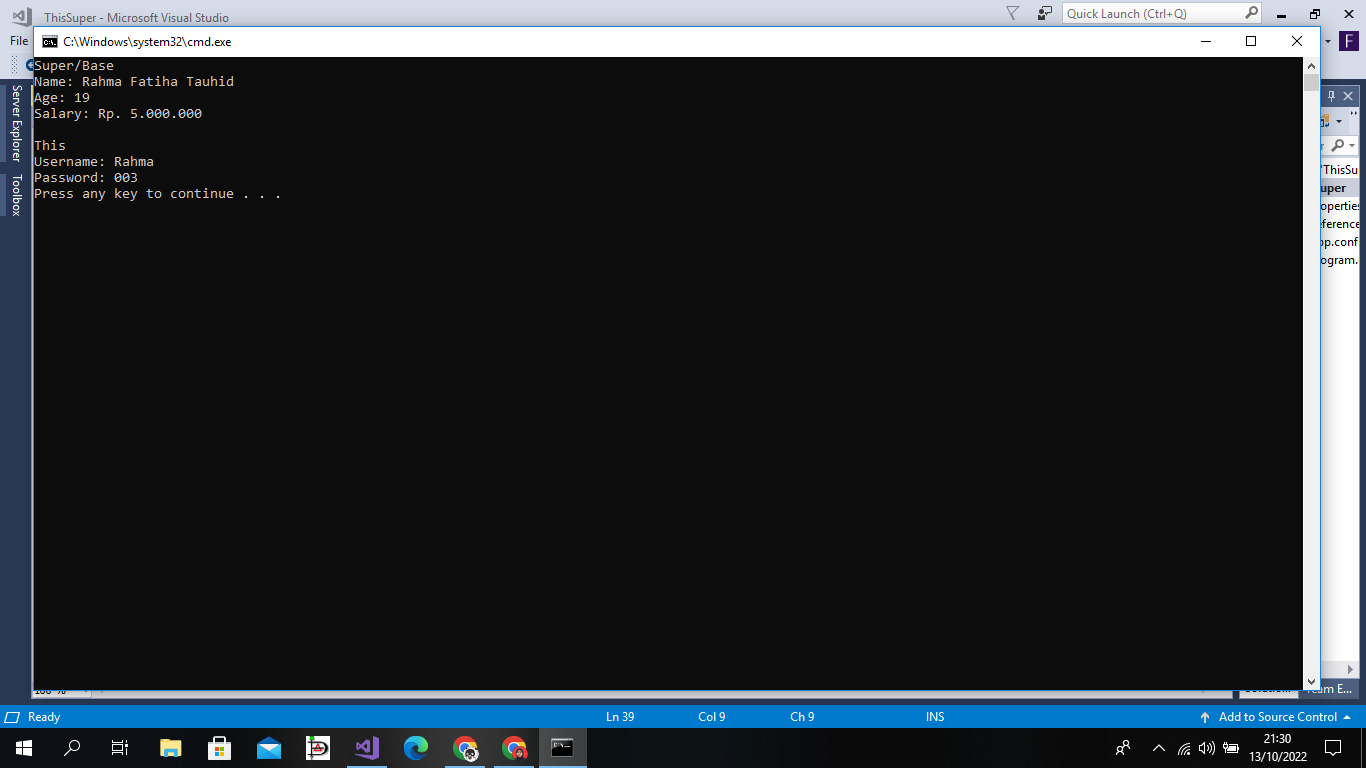 ThisSuper - Microsoft Visual Studio
Quick Launch (Ctrl+Q)
File
F
C:\Windows\system32\cmd.exe
Super/Base
Name: Rahma Fatiha Tauhid
Age: 19
Salary: Rp. 5.000.000
This
Username: Rahma
Password: 003
Press any key to continue . . .
Server Explorer
Toolbox
'ThisSu
uper
operties
eference
pp.conf
ogram.
100 %
Solutio...
Team E...
Ready
Ln 39
Col 9
Ch 9
INS
Add to Source Control
21:30
13/10/2022